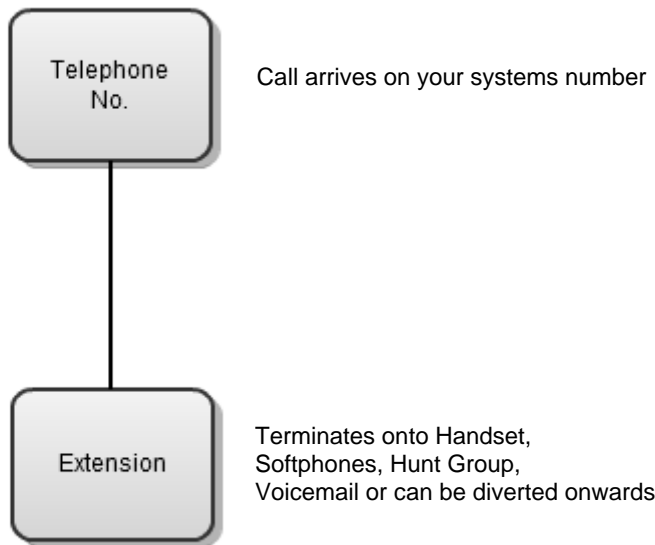 Telephone
No.
Call arrives on your systems number
Extension
Terminates onto Handset,
Softphones, Hunt Group,
Voicemail or can be diverted onwards